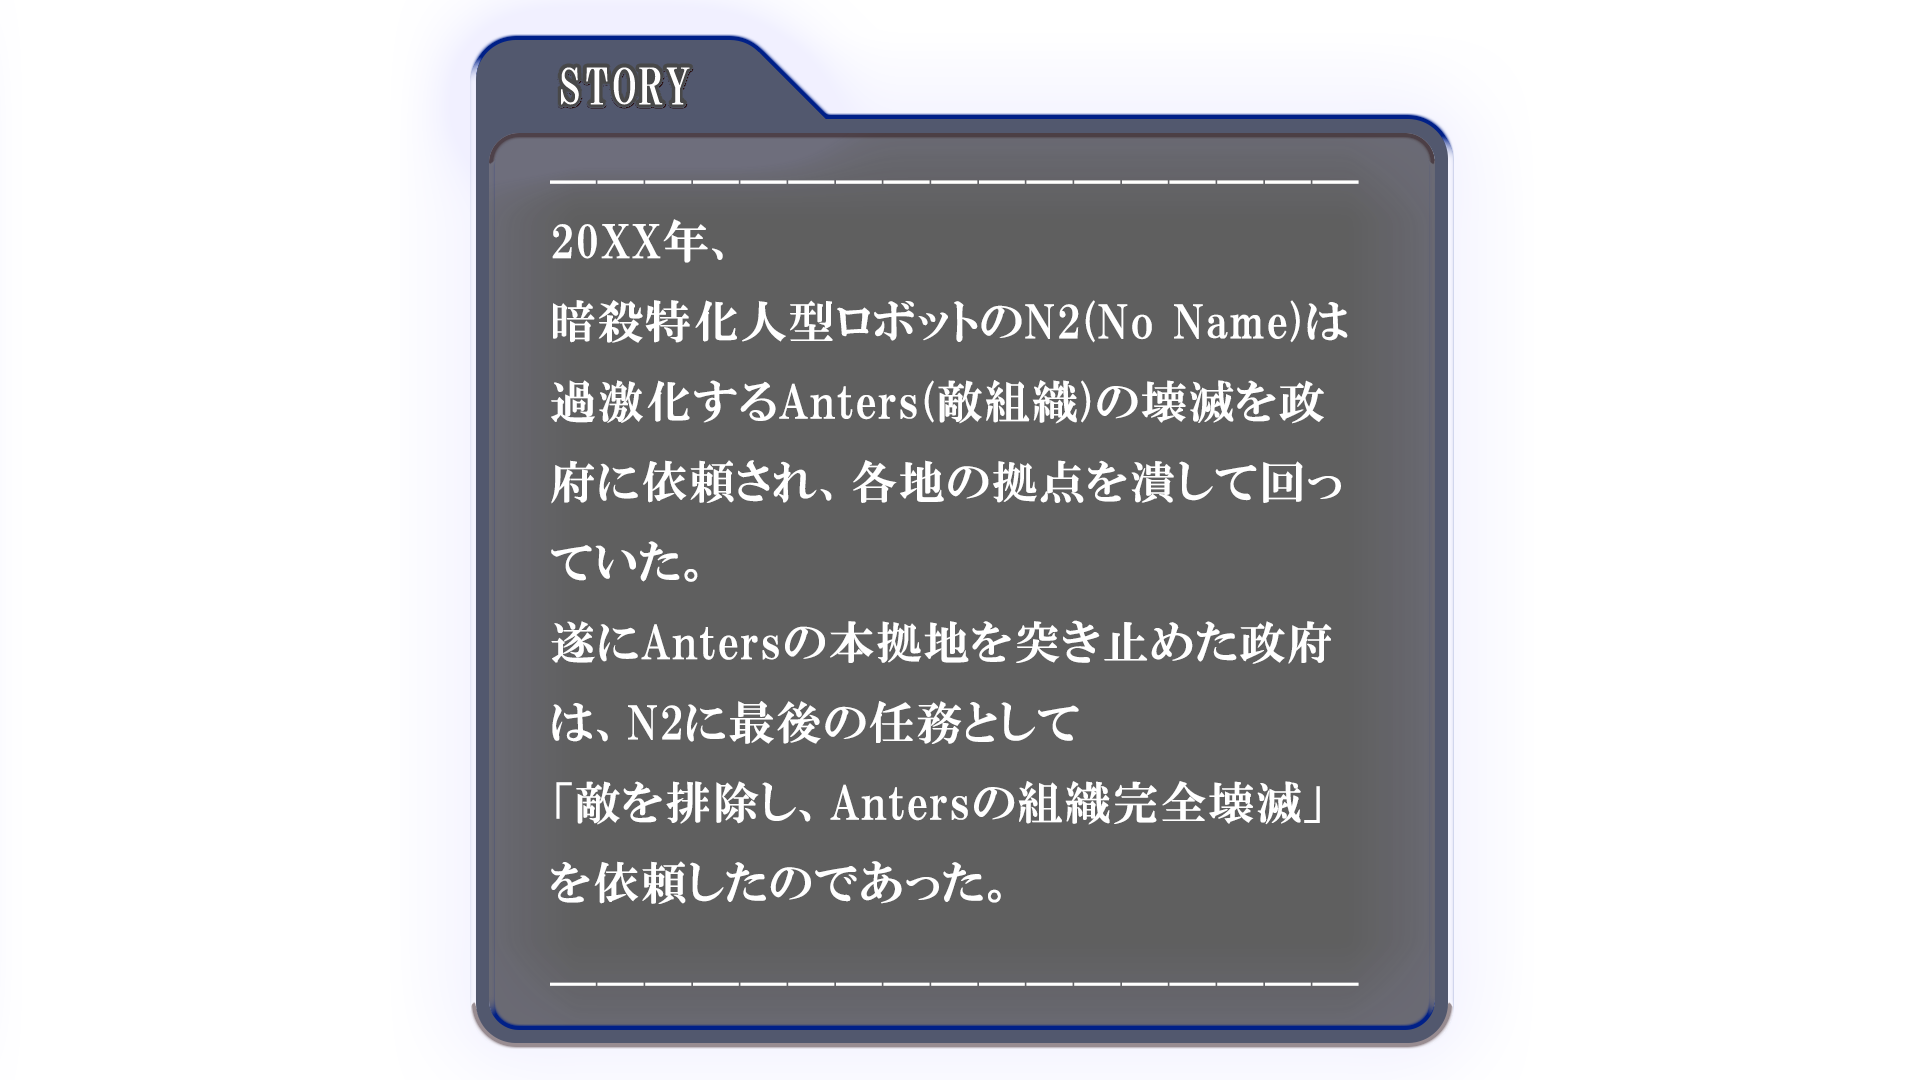 STORY
20XX年、
暗殺特化人型ロボットのN2(No Name)は
過激化するAnters(敵組織)の壊滅を政
府に依頼され、各地の拠点を潰して回っ
ていた。
遂にAntersの本拠地を突き止めた政府
は、N2に最後の任務として
「敵を排除し、Antersの組織完全壊滅」
を依頼したのであった。